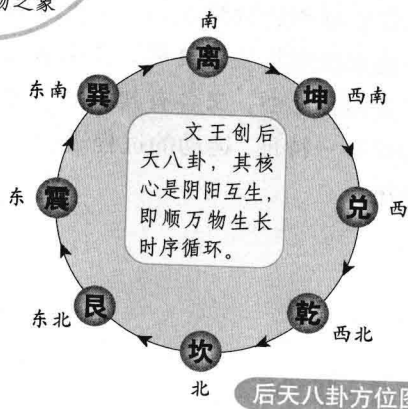 物之象
南
离
东南
巽
坤
西南
文王创后
天八卦，其核
心是阴阳互生，
即顺万物生长
时序循环。
东
震
兑
西
东北
艮
乾
西北
坎
北
后天八卦方位图